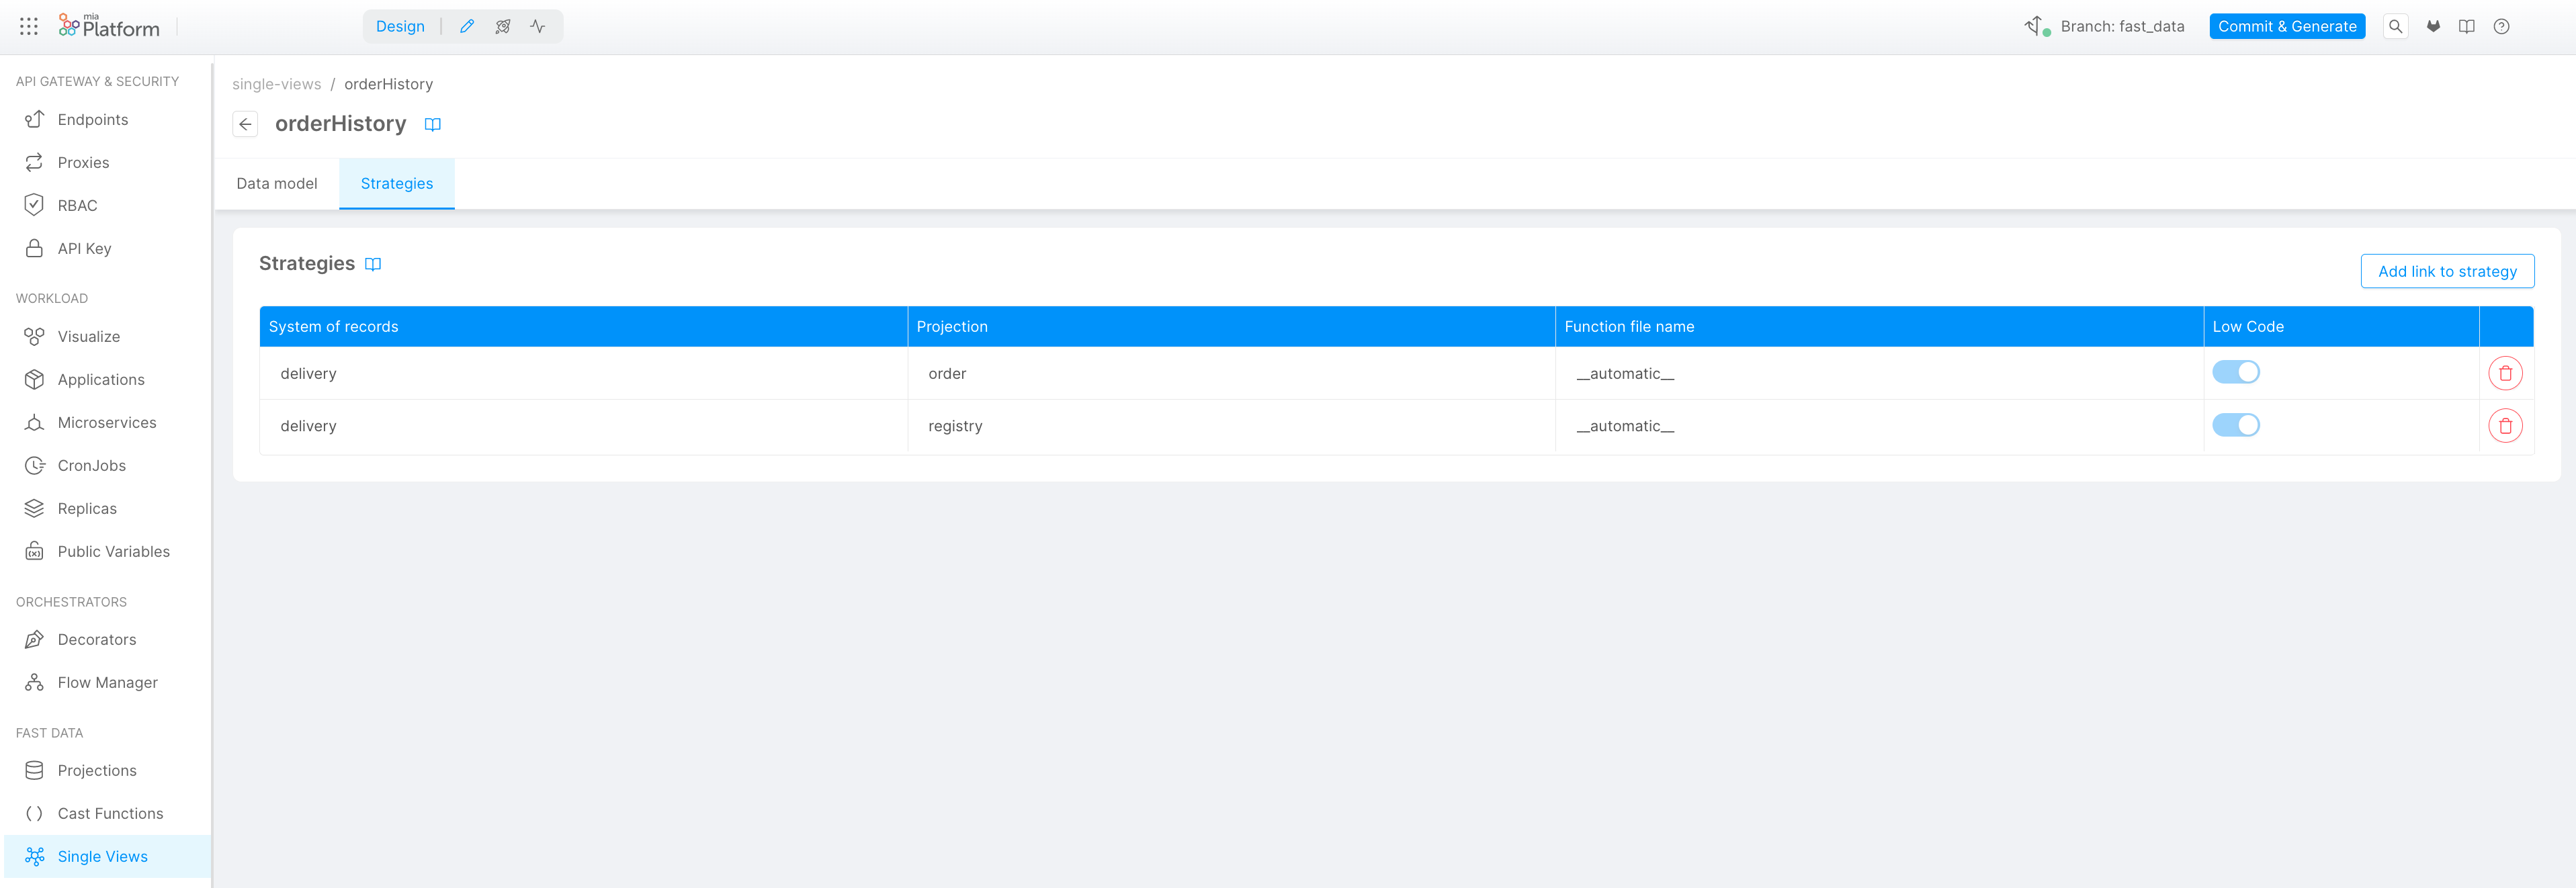 mia
Platform
Design
Branch: fast_data
Commit & Generate
API GATEWAY & SECURITY
Endpoints
Proxies
RBAC
API Key
WORKLOAD
Visualize
Applications
Microservices
CronJobs
Replicas
Public Variables
ORCHESTRATORS
Decorators
Flow Manager
FAST DATA
Projections
Cast Functions
Single Views
single-views / orderHistory
orderHistory
Data model Strategies
Strategies
Add link to strategy
System of records Projection Function file name Low Code
delivery order __automatic__
delivery registry __automatic__